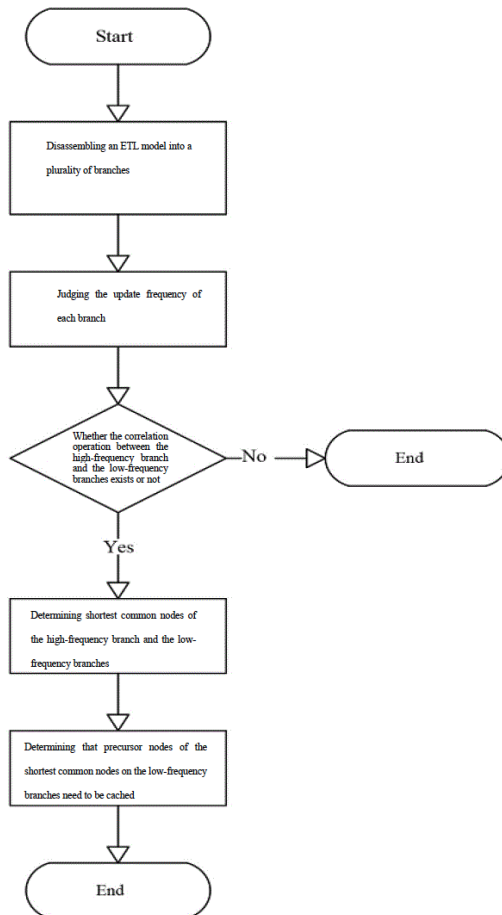 Start
Disassembling an ETL model into a
plurality of branches
Judging the update frequency of
each branch
Whether the correlation
operation between the
high-frequency branch
and the low-frequency
branches exists or not
No
End
Yes
Determining shortest common nodes of
the high-frequency branch and the low-
frequency branches
Determining that precursor nodes of the
shortest common nodes on the low-frequency
branches need to be cached
End